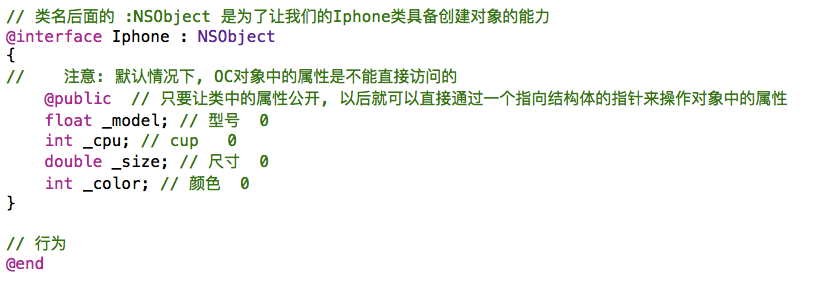 // 类名后面的 :NSObject 是为了让我们的Iphone类具备创建对象的能力
@interface Iphone : NSObject
{
//    注意: 默认情况下, OC对象中的属性是不能直接访问的
    @public  // 只要让类中的属性公开, 以后就可以直接通过一个指向结构体的指针来操作对象中的属性
    float _model; // 型号  0
    int _cpu; // cup   0
    double _size; // 尺寸  0
    int _color; // 颜色  0
}

// 行为
@end